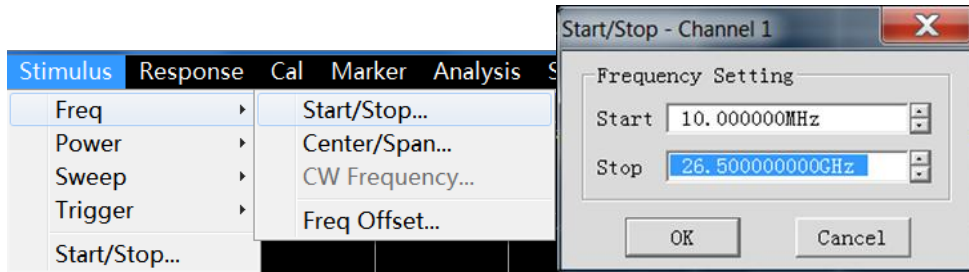 Stimulus Response Cal Marker Analysis
Freq
Power
Sweep
Trigger
Start/Stop...
Start/Stop...
Center/Span...
CW Frequency...
Freq Offset...
Start/Stop - Channel 1
Frequency Setting
Start 10.000000MHz
Stop 26.500000000GHz
OK Cancel